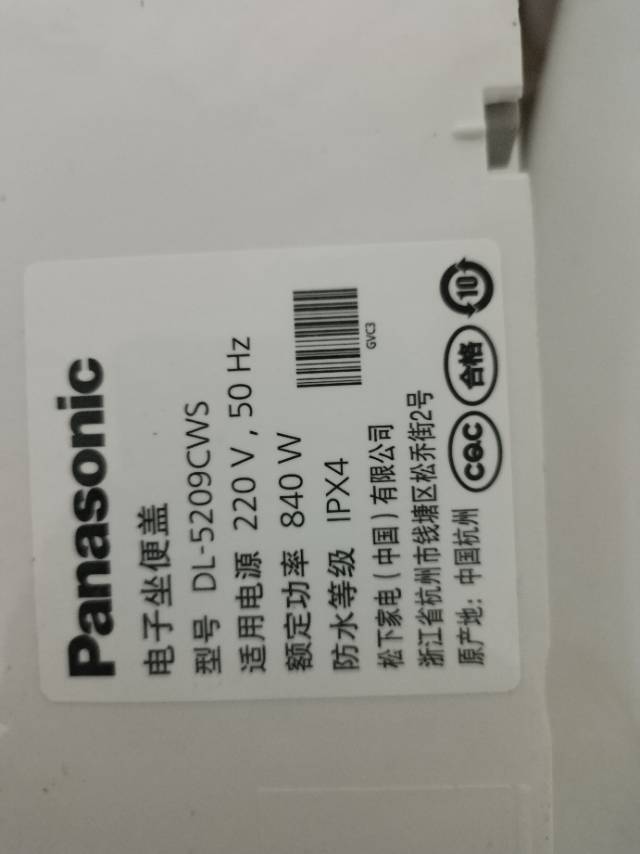 Panasonic
电子坐便盖
型号 DL-5209CWS
适用电源 220 V , 50 Hz
额定功率 840 W
防水等级 IPX4
GVC3
松下家电（中国）有限公司
浙江省杭州市钱塘区松乔街2号
原产地：中国杭州
CQC
合格
10